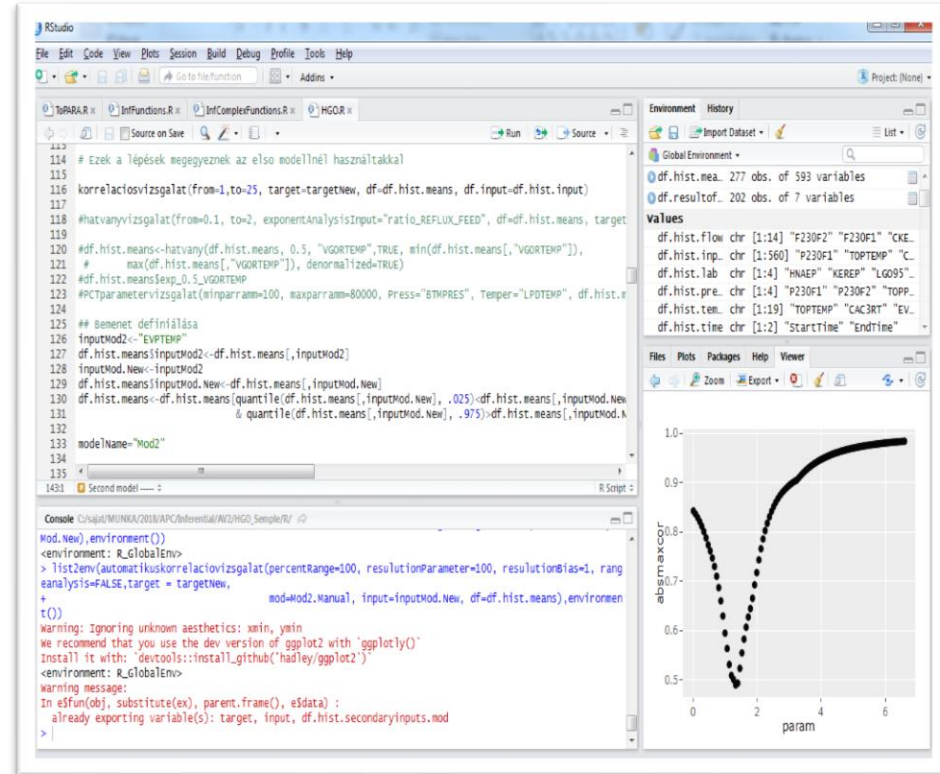 RStudio
File Edit Code View Plots Session Build Debug Profile Tools Help
Go to file/function Addins Project: (None)
ToPARA.R InfFunctions.R InfComplexFunctions.R HGO.R
Source on Save Run Source
113
114 # Ezek a lépések megegyeznek az elso modellnél használtakkal
115
116 korrelaciosvizsgalat(from=1,to=25, target=targetNew, df=df.hist.means, df.input=df.hist.input)
117
118 #hatvanyvizsgalat(from=0.1, to=2, exponentAnalysisInput="ratio_REFLUX_FEED", df=df.hist.means, target
119
120 #df.hist.means<-hatvany(df.hist.means, 0.5, "VGORTEMP",TRUE, min(df.hist.means[,"VGORTEMP"]),
121 # max(df.hist.means[,"VGORTEMP"]), denormalized=TRUE)
122 #df.hist.means$exp_0.5_VGORTEMP
123 #PCTparametervizsgalat(minparramm=100, maxparramm=80000, Press="BTMPRES", Temper="LPDTEMP", df.hist.m
124
125 ## Bemenet definiálása
126 inputMod2<-"EVPTEMP"
127 df.hist.means$inputMod2<-df.hist.means[,inputMod2]
128 inputMod.New<-inputMod2
129 df.hist.means$inputMod.New<-df.hist.means[,inputMod.New]
130 df.hist.means<-df.hist.means[quantile(df.hist.means[,inputMod.New], .025)<df.hist.means[,inputMod.New
131 & quantile(df.hist.means[,inputMod.New], .975)>df.hist.means[,inputMod.N
132
133 modelName="Mod2"
134
135
143:1 Second model ----- R Script
Console C:/sajat/MUNKA/2018/APC/Inferential/AV2/HGO_Semple/R/
Mod.New),environment())
<environment: R_GlobalEnv>
> list2env(automatikuskorrelaciovizsgalat(percentRange=100, resulutionParameter=100, resulutionBias=1, rang
eanalysis=FALSE,target = targetNew,
+ mod=Mod2.Manual, input=inputMod.New, df=df.hist.means),environmen
t())
Warning: Ignoring unknown aesthetics: xmin, ymin
We recommend that you use the dev version of ggplot2 with `ggplotly()`
Install it with: `devtools::install_github('hadley/ggplot2')`
<environment: R_GlobalEnv>
Warning message:
In e$fun(obj, substitute(ex), parent.frame(), e$data) :
already exporting variable(s): target, input, df.hist.secondaryinputs.mod
>
Environment History
Import Dataset List
Global Environment
df.hist.mea… 277 obs. of 593 variables
df.resultof… 202 obs. of 7 variables
Values
df.hist.flow chr [1:14] "F230F2" "F230F1" "CKE…
df.hist.inp… chr [1:560] "P230F1" "TOPTEMP" "C…
df.hist.lab chr [1:4] "HNAEP" "KEREP" "LGO95"…
df.hist.pre… chr [1:4] "P230F1" "P230F2" "TOPP…
df.hist.tem… chr [1:19] "TOPTEMP" "CAC3RT" "EV…
df.hist.time chr [1:2] "StartTime" "EndTime"
Files Plots Packages Help Viewer
Zoom Export
absmaxcor
1.0
0.9
0.8
0.7
0.6
0.5
0 2 4 6
param